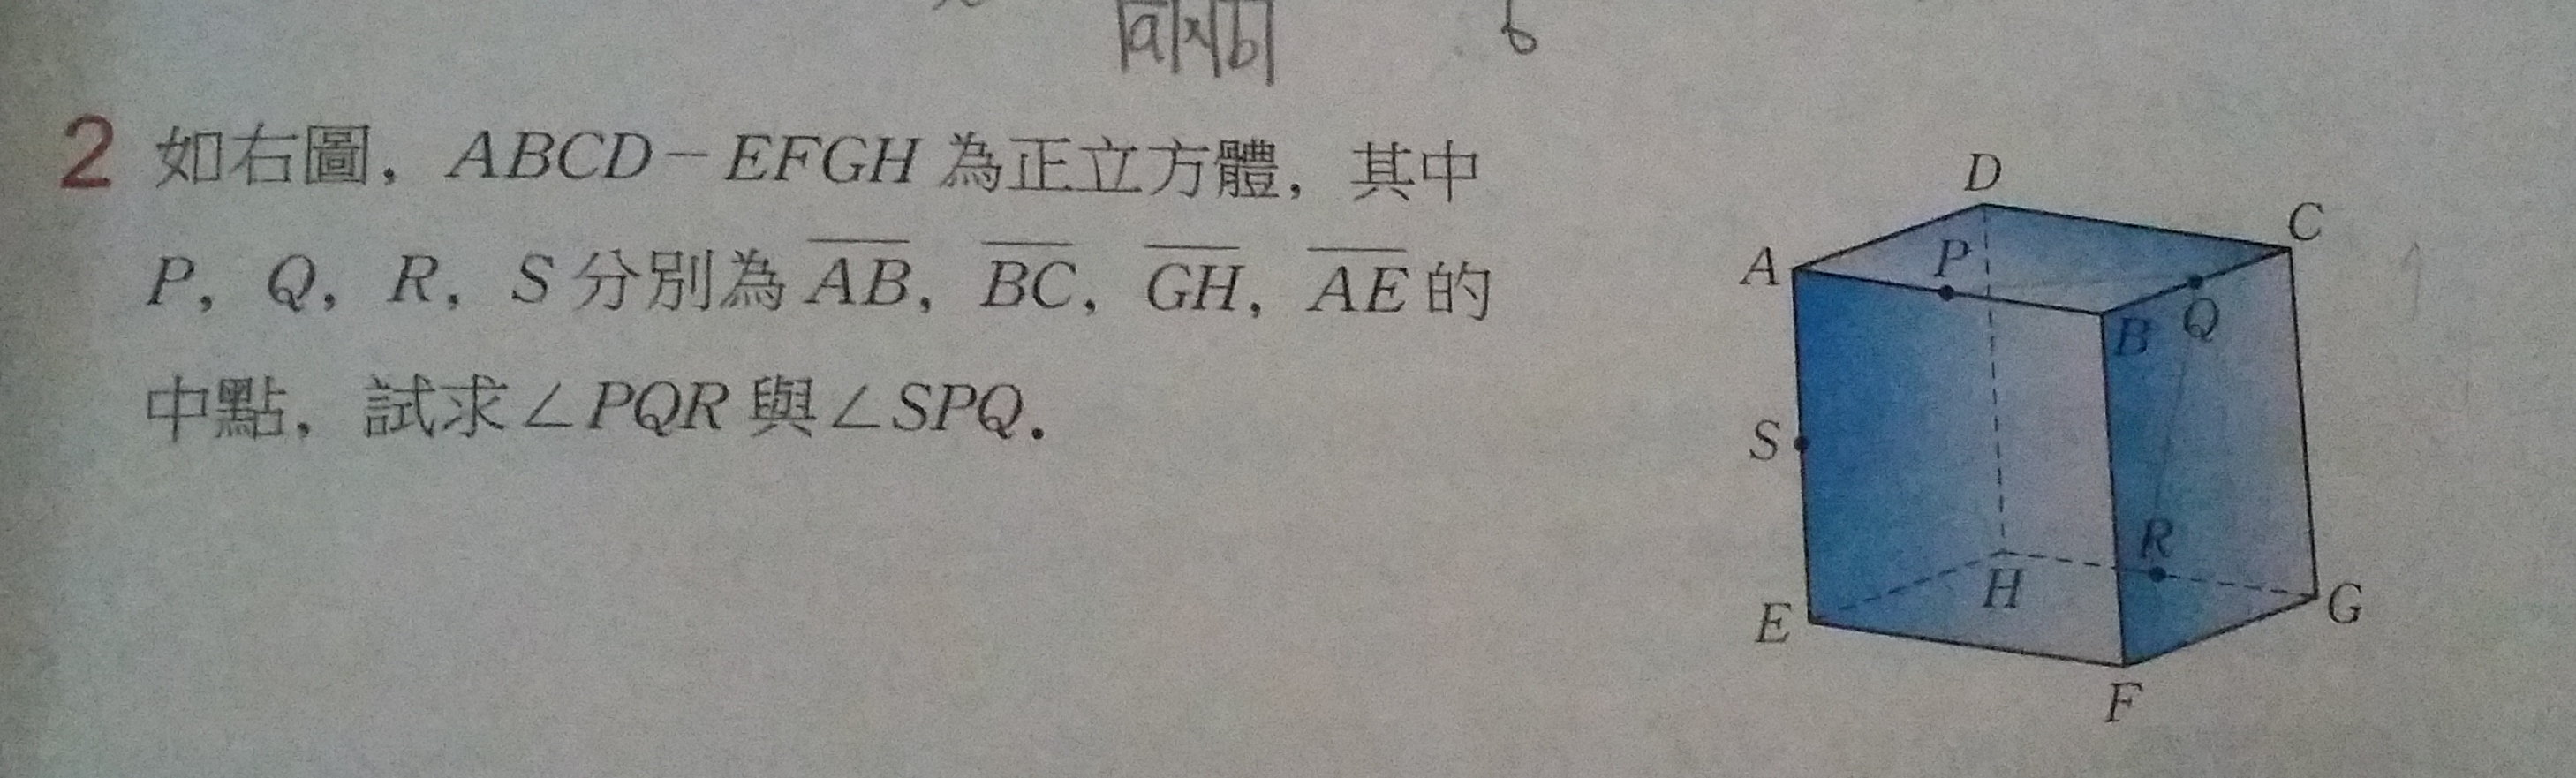 |a|×|b|
6
2 如右圖，ABCD－EFGH 為正立方體，其中
P，Q，R，S 分別為 AB，BC，GH，AE 的
中點，試求∠PQR 與∠SPQ．
D
C
A
P
B
Q
S
R
H
E
G
F